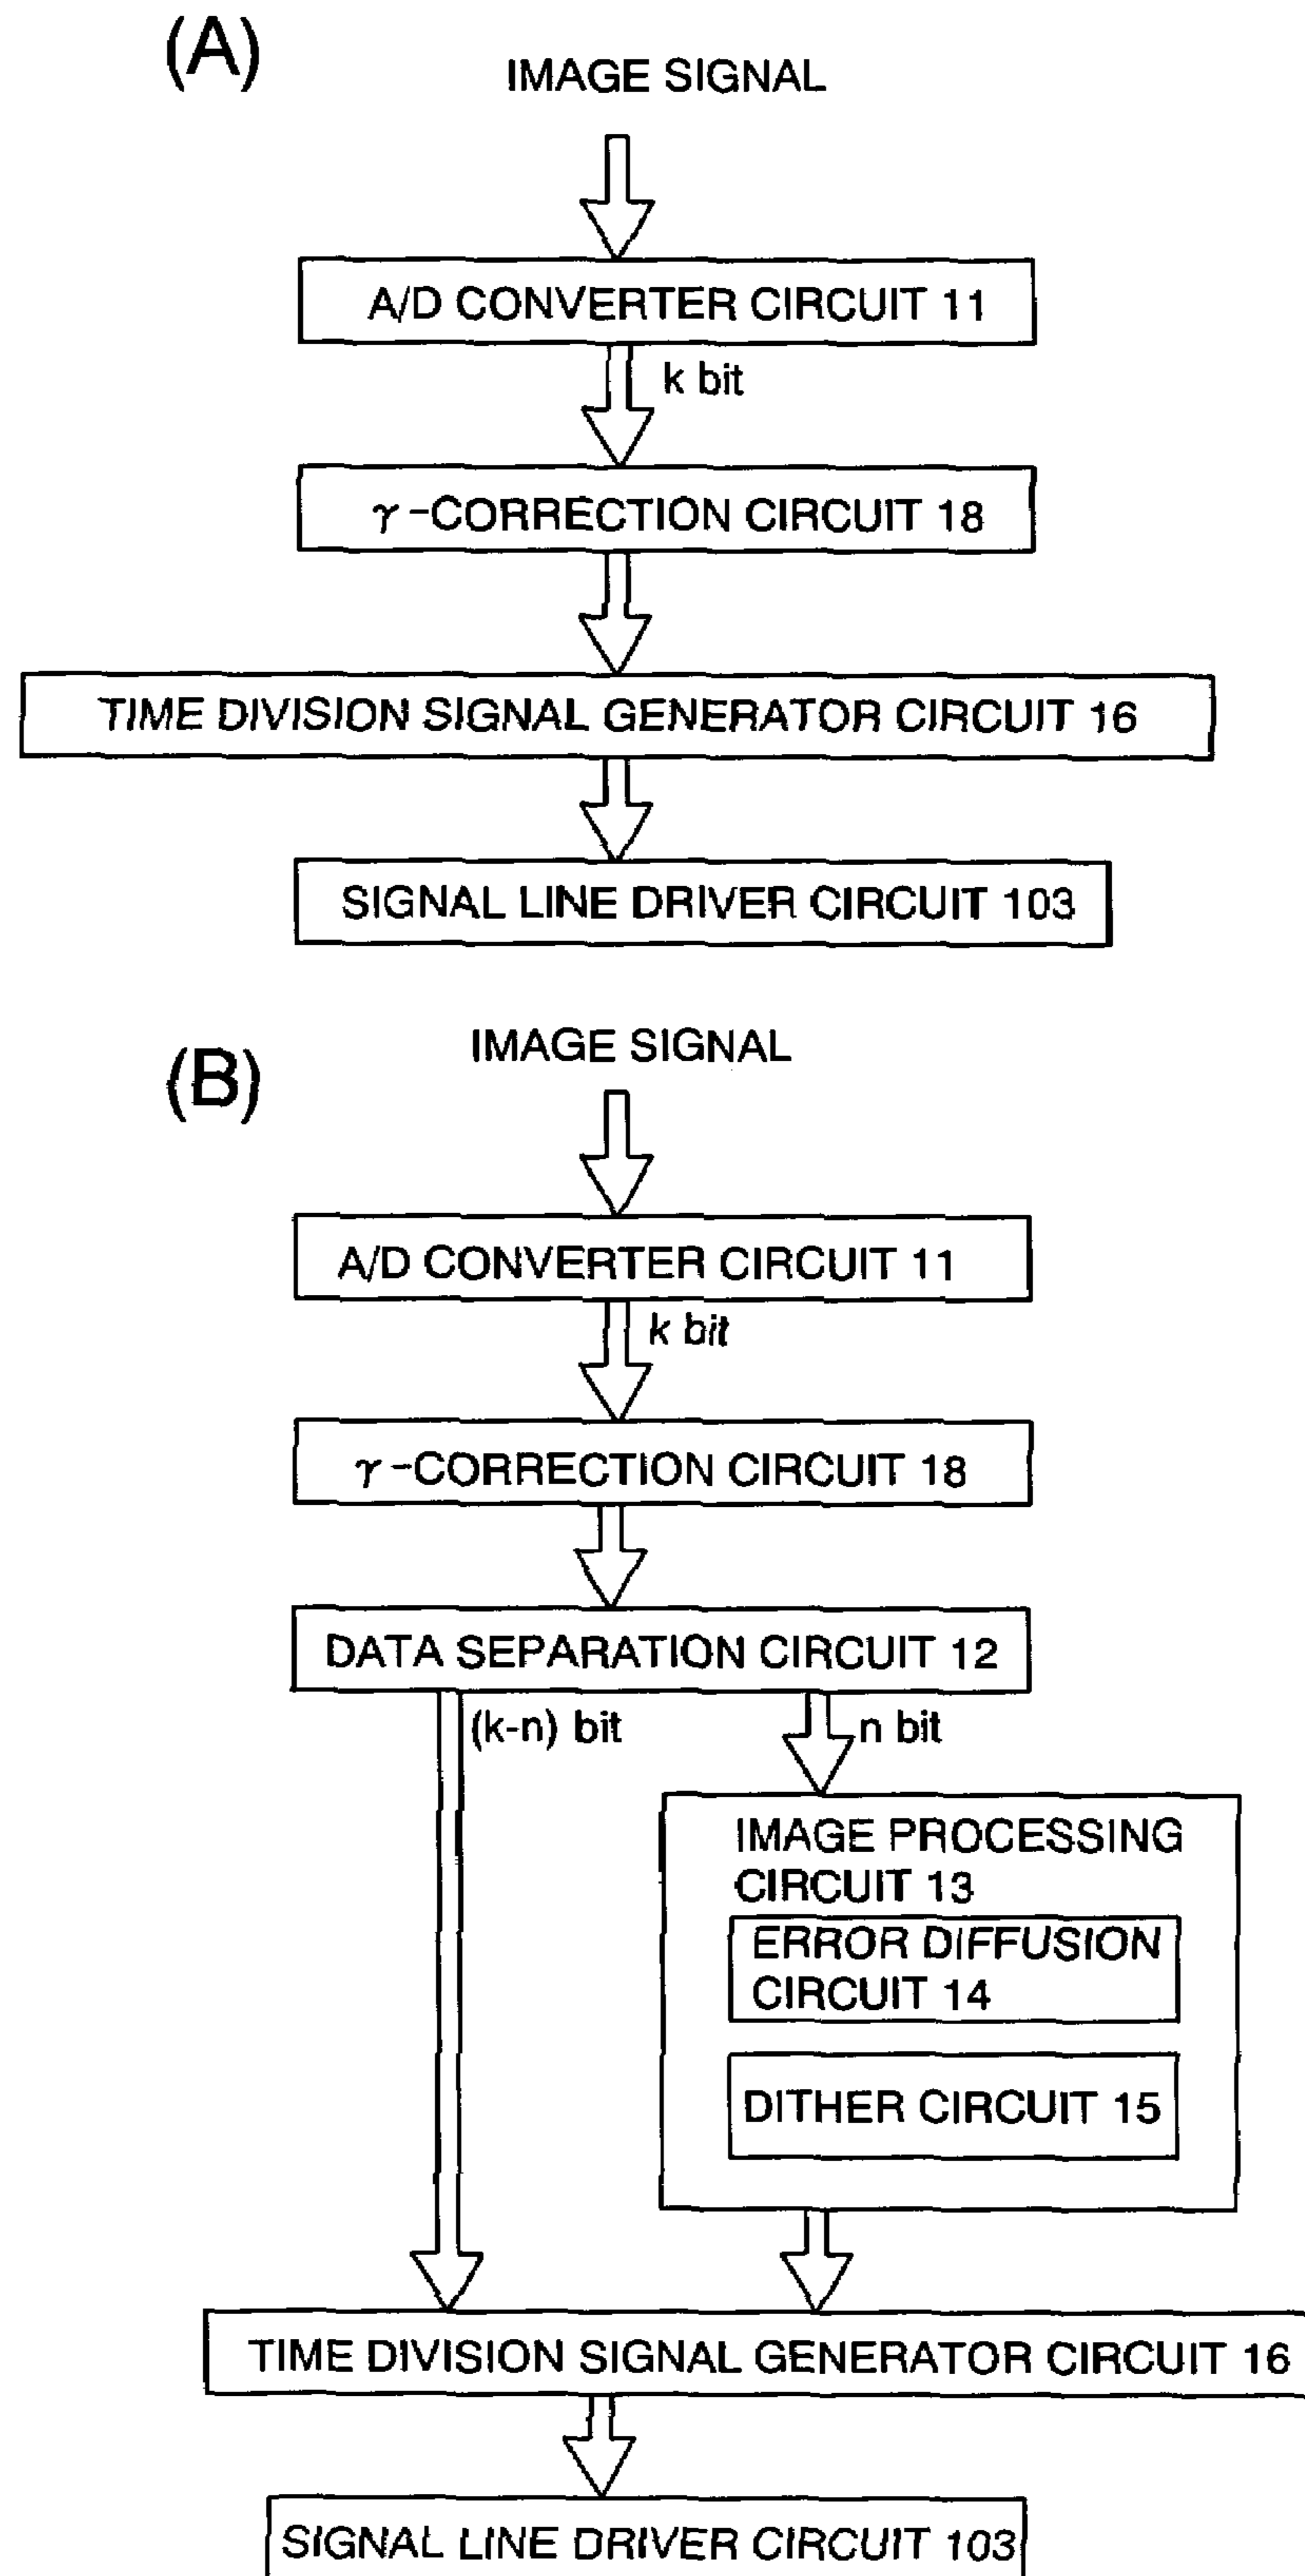 (A)
IMAGE SIGNAL
A/D CONVERTER CIRCUIT 11
k bit
γ-CORRECTION CIRCUIT 18
TIME DIVISION SIGNAL GENERATOR CIRCUIT 16
SIGNAL LINE DRIVER CIRCUIT 103
(B)
IMAGE SIGNAL
A/D CONVERTER CIRCUIT 11
k bit
γ-CORRECTION CIRCUIT 18
DATA SEPARATION CIRCUIT 12
(k-n) bit
n bit
IMAGE PROCESSING
CIRCUIT 13
ERROR DIFFUSION
CIRCUIT 14
DITHER CIRCUIT 15
TIME DIVISION SIGNAL GENERATOR CIRCUIT 16
SIGNAL LINE DRIVER CIRCUIT 103